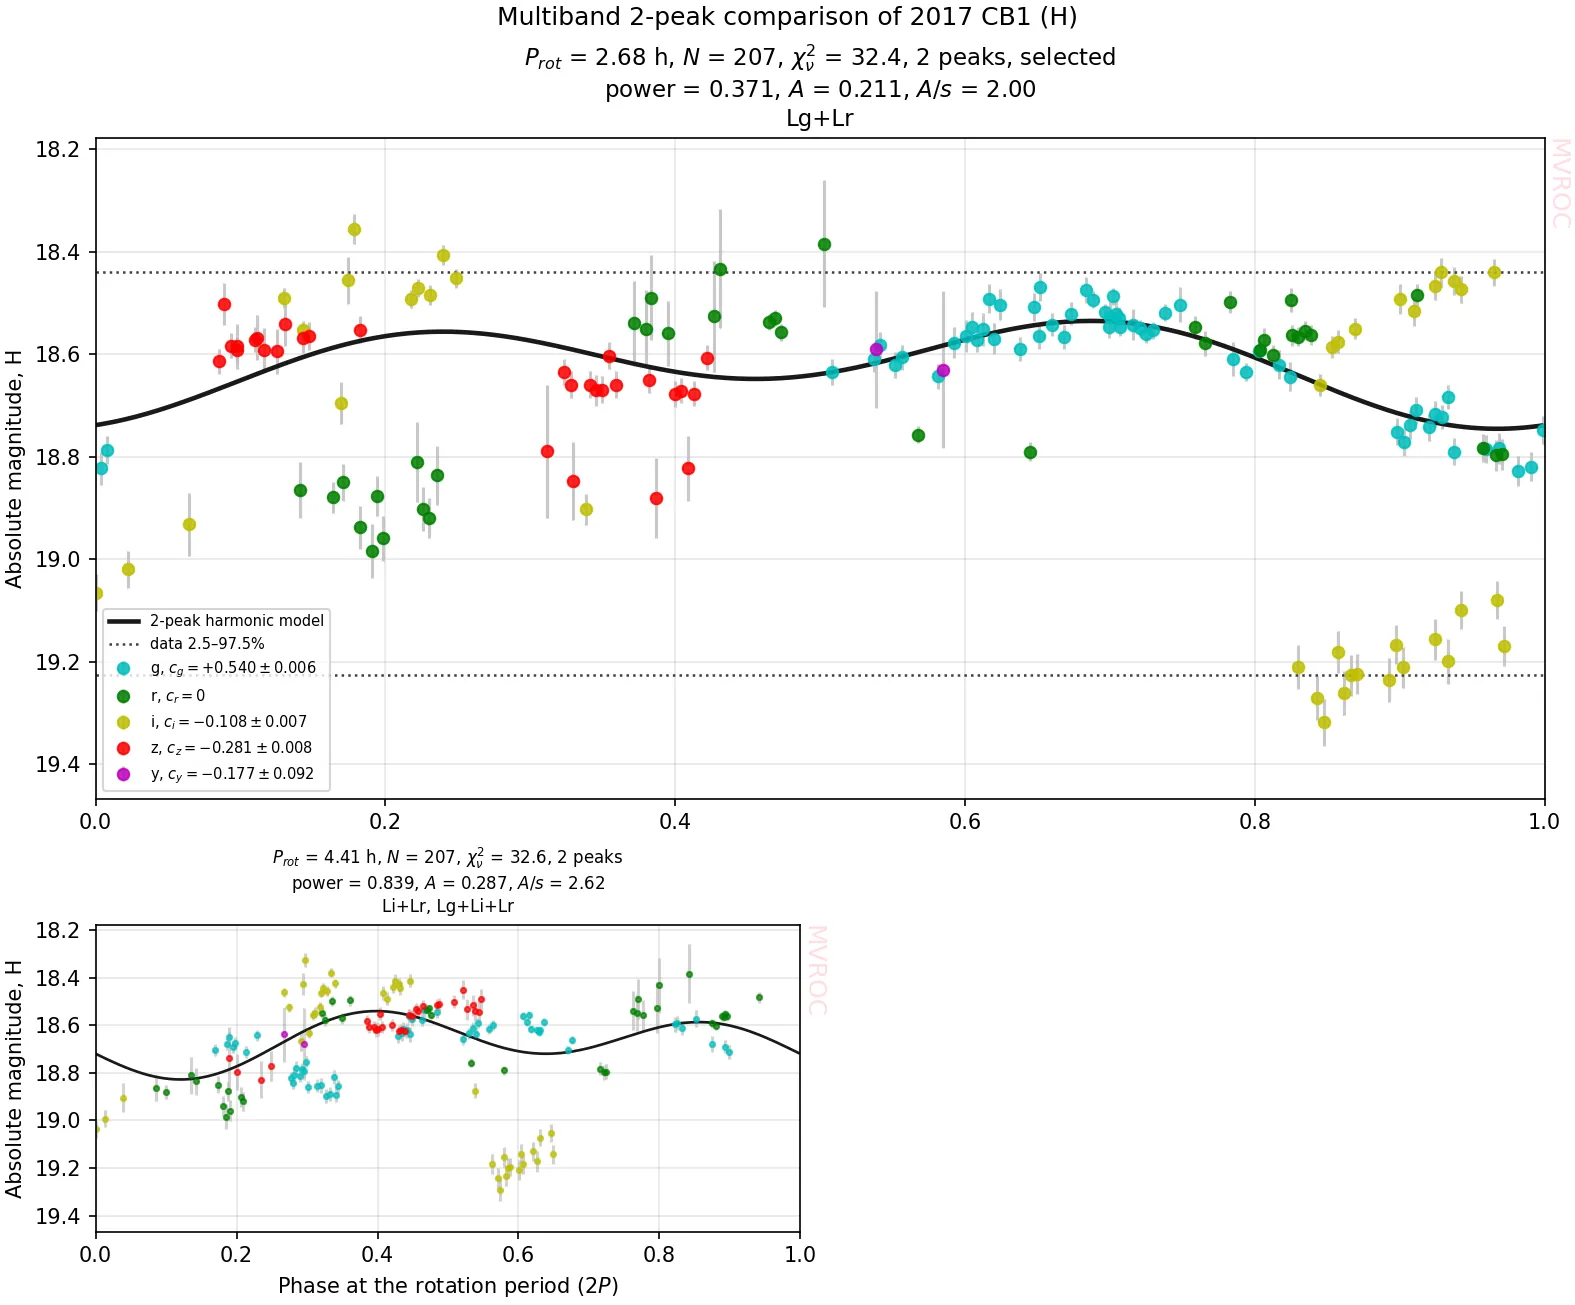 Multiband 2-peak comparison of 2017 CB1 (H)
P_rot = 2.68 h, N = 207, χ²_ν = 32.4, 2 peaks, selected
power = 0.371, A = 0.211, A/s = 2.00
Lg+Lr
MVROC
Absolute magnitude, H
18.2
18.4
18.6
18.8
19.0
19.2
19.4
2-peak harmonic model
data 2.5–97.5%
g, c_g = +0.540 ± 0.006
r, c_r = 0
i, c_i = −0.108 ± 0.007
z, c_z = −0.281 ± 0.008
y, c_y = −0.177 ± 0.092
0.0 0.2 0.4 0.6 0.8 1.0
P_rot = 4.41 h, N = 207, χ²_ν = 32.6, 2 peaks
power = 0.839, A = 0.287, A/s = 2.62
Li+Lr, Lg+Li+Lr
MVROC
Absolute magnitude, H
18.2
18.4
18.6
18.8
19.0
19.2
19.4
0.0 0.2 0.4 0.6 0.8 1.0
Phase at the rotation period (2P)